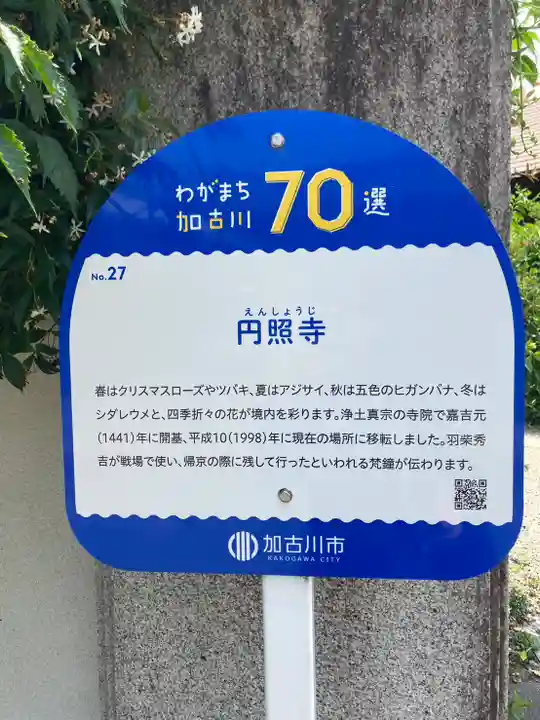 わがまち
加古川 70選
No.27
えんしょうじ
円照寺
春はクリスマスローズやツバキ、夏はアジサイ、秋は五色のヒガンバナ、冬は
シダレウメと、四季折々の花が境内を彩ります。浄土真宗の寺院で嘉吉元
(1441)年に開基、平成10(1998)年に現在の場所に移転しました。羽柴秀
吉が戦場で使い、帰京の際に残して行ったといわれる梵鐘が伝わります。
加古川市
KAKOGAWA CITY